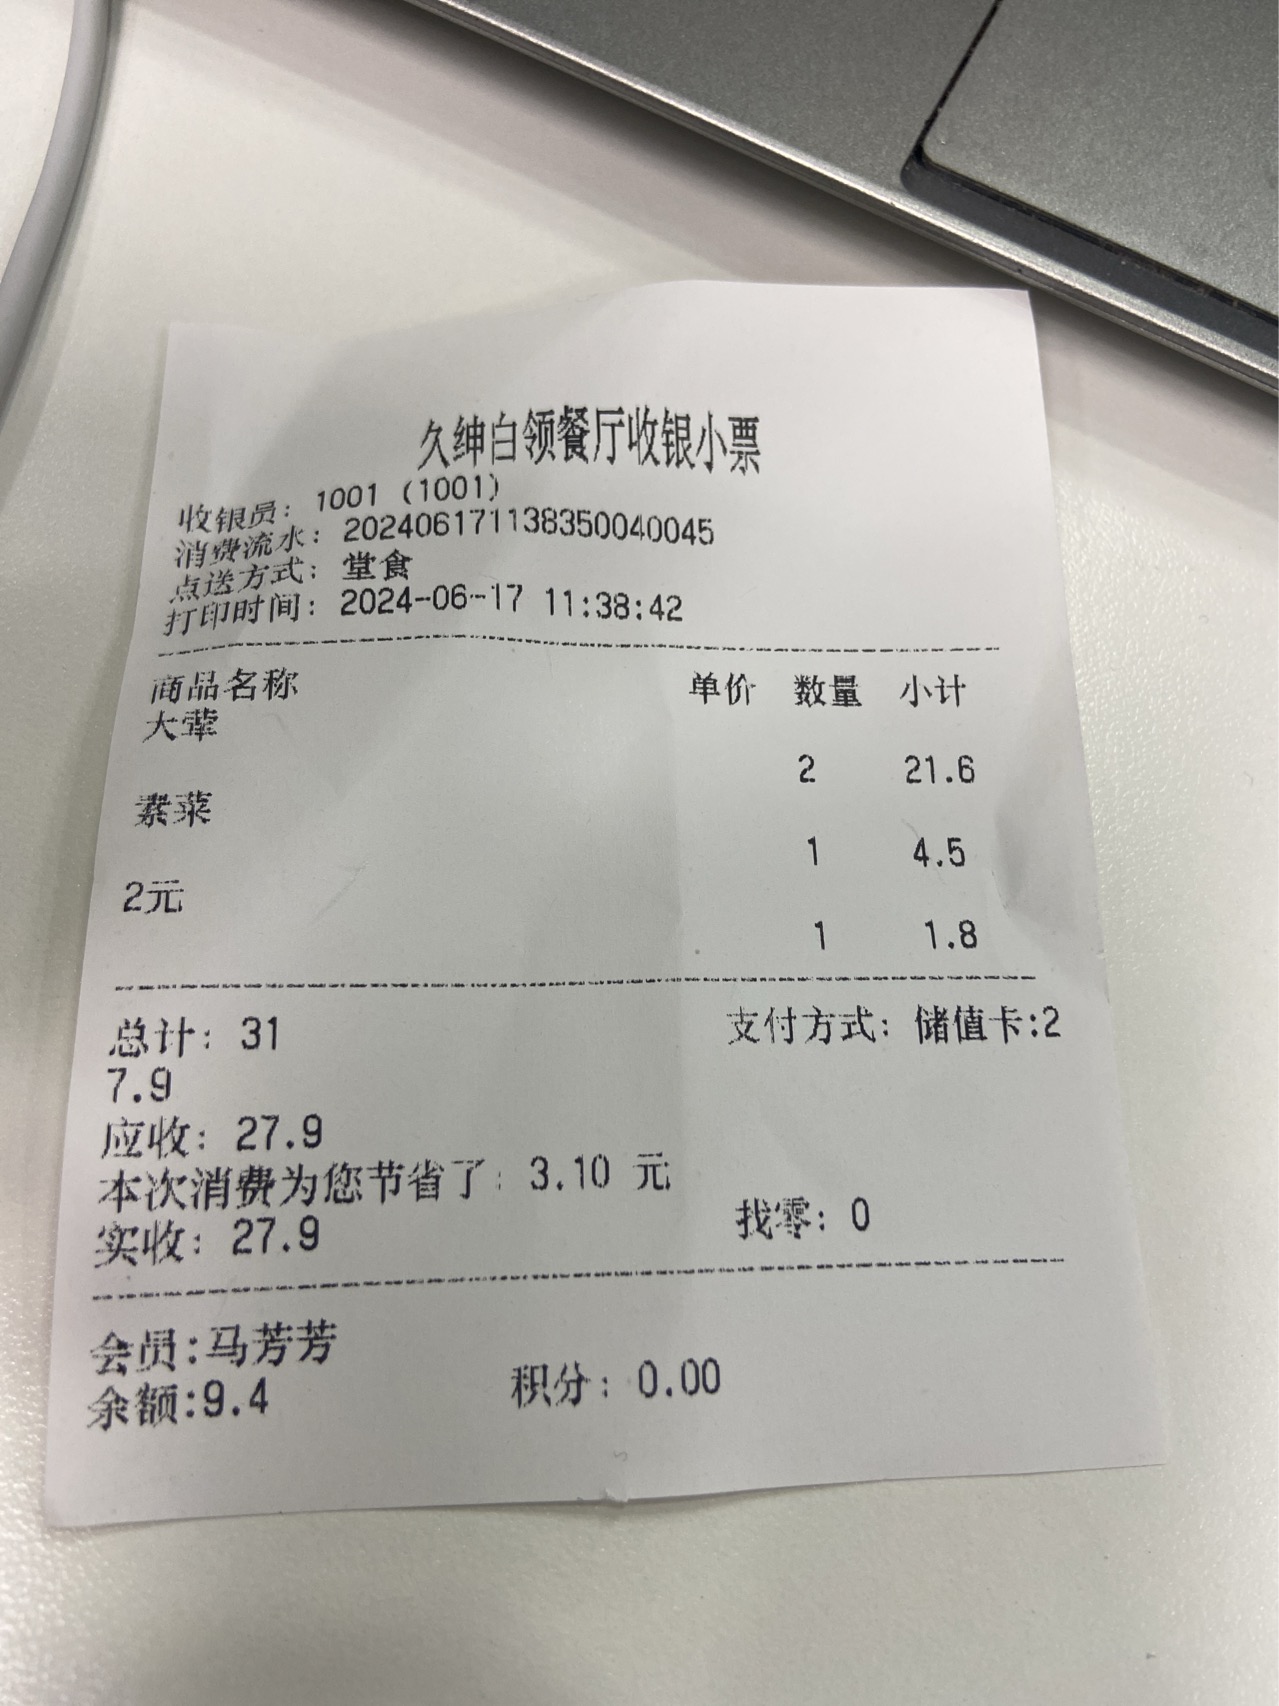 久绅白领餐厅收银小票
收银员: 1001 (1001)
消费流水: 2024061711383500400​45
点送方式: 堂食
打印时间: 2024-06-17 11:38:42
商品名称 单价 数量 小计
大荤
2 21.6
素菜
1 4.5
2元
1 1.8
总计: 31 支付方式: 储值卡:2
7.9
应收: 27.9
本次消费为您节省了: 3.10 元
实收: 27.9 找零: 0
会员:马芳芳
余额:9.4 积分: 0.00